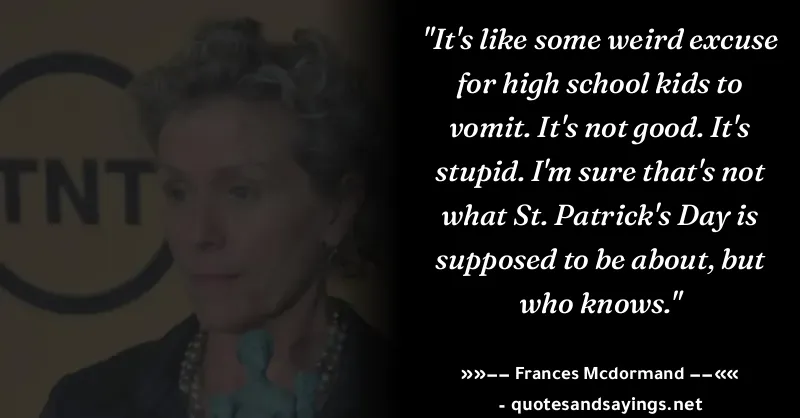 TNT
"It's like some weird excuse
for high school kids to
vomit. It's not good. It's
stupid. I'm sure that's not
what St. Patrick's Day is
supposed to be about, but
who knows."
»»–– Frances Mcdormand ––««
- quotesandsayings.net